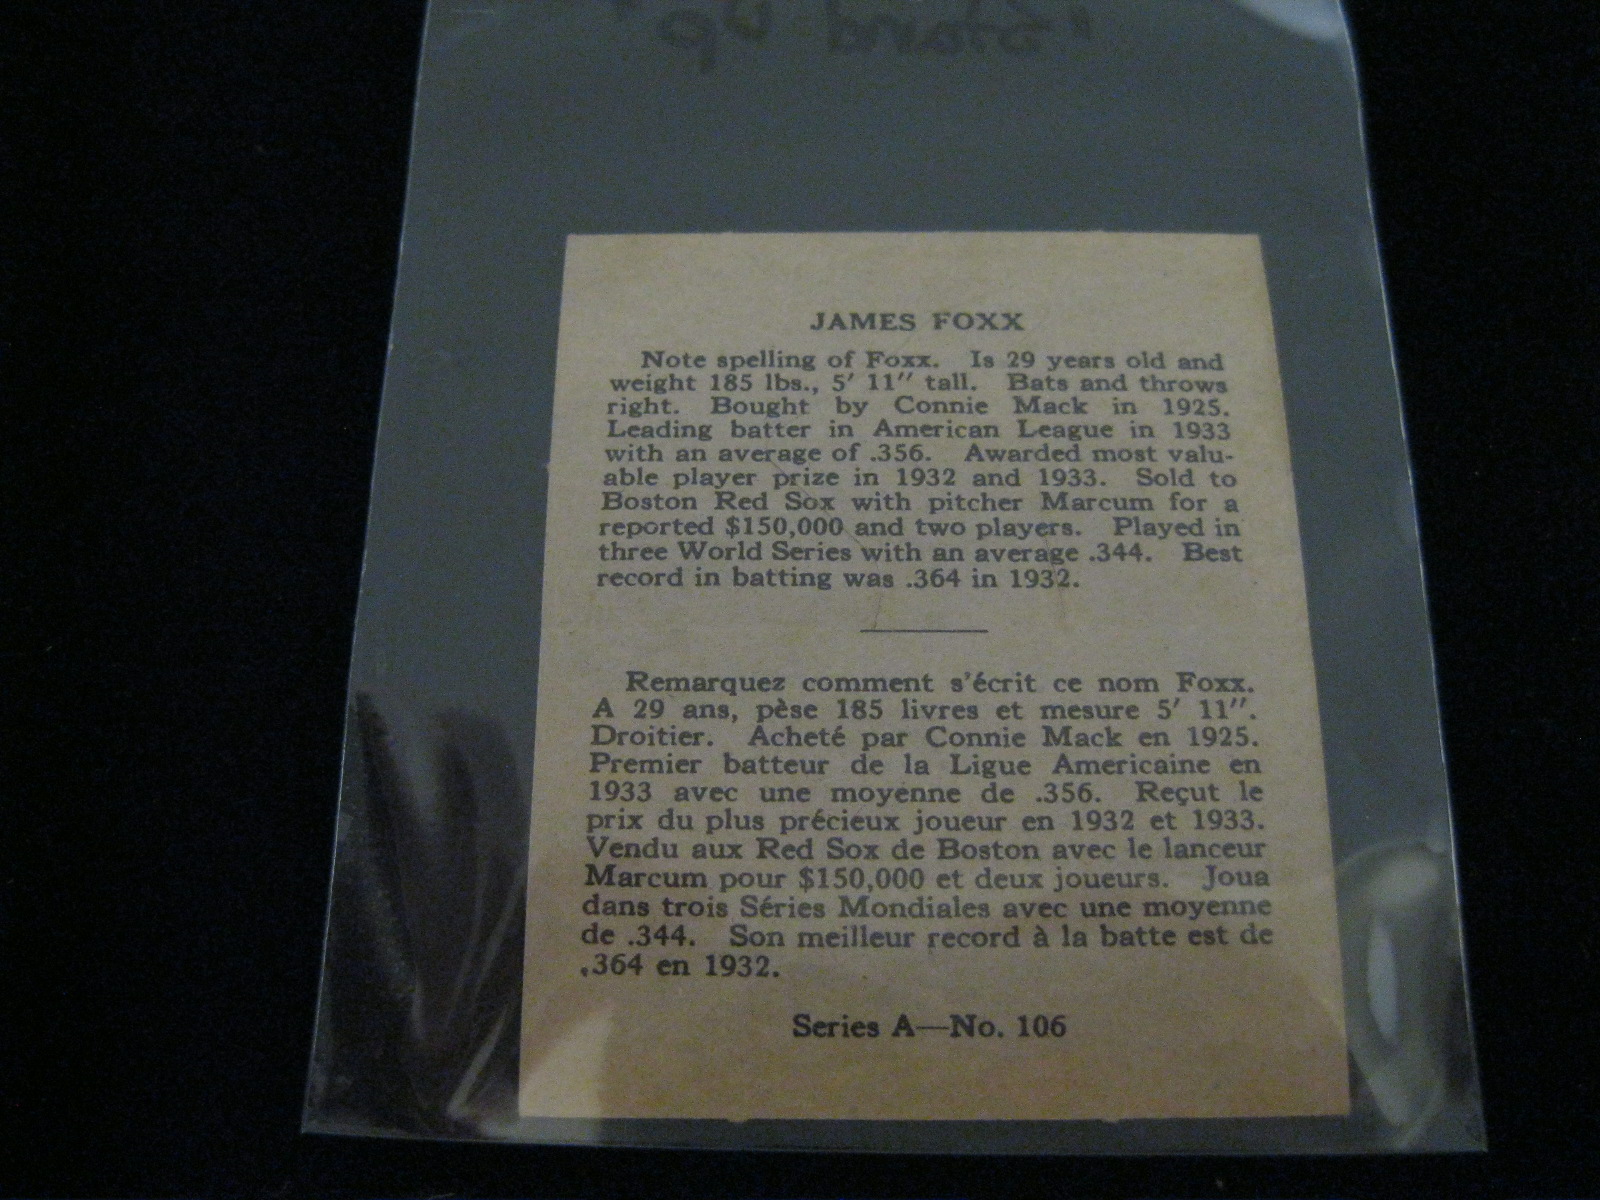 JAMES FOXX
Note spelling of Foxx. Is 29 years old and
weight 185 lbs., 5′ 11″ tall. Bats and throws
right. Bought by Connie Mack in 1925.
Leading batter in American League in 1933
with an average of .356. Awarded most valu-
able player prize in 1932 and 1933. Sold to
Boston Red Sox with pitcher Marcum for a
reported $150,000 and two players. Played in
three World Series with an average .344. Best
record in batting was .364 in 1932.
Remarquez comment s'écrit ce nom Foxx.
A 29 ans, pèse 185 livres et mesure 5′ 11″.
Droitier. Acheté par Connie Mack en 1925.
Premier batteur de la Ligue Americaine en
1933 avec une moyenne de .356. Reçut le
prix du plus précieux joueur en 1932 et 1933.
Vendu aux Red Sox de Boston avec le lanceur
Marcum pour $150,000 et deux joueurs. Joua
dans trois Séries Mondiales avec une moyenne
de .344. Son meilleur record à la batte est de
.364 en 1932.
Series A—No. 106